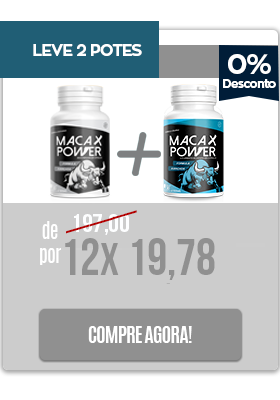 LEVE 2 POTES
0%
Desconto
MACA X
POWER
MACA X
POWER
de 197,00
por 12x 19,78
COMPRE AGORA!